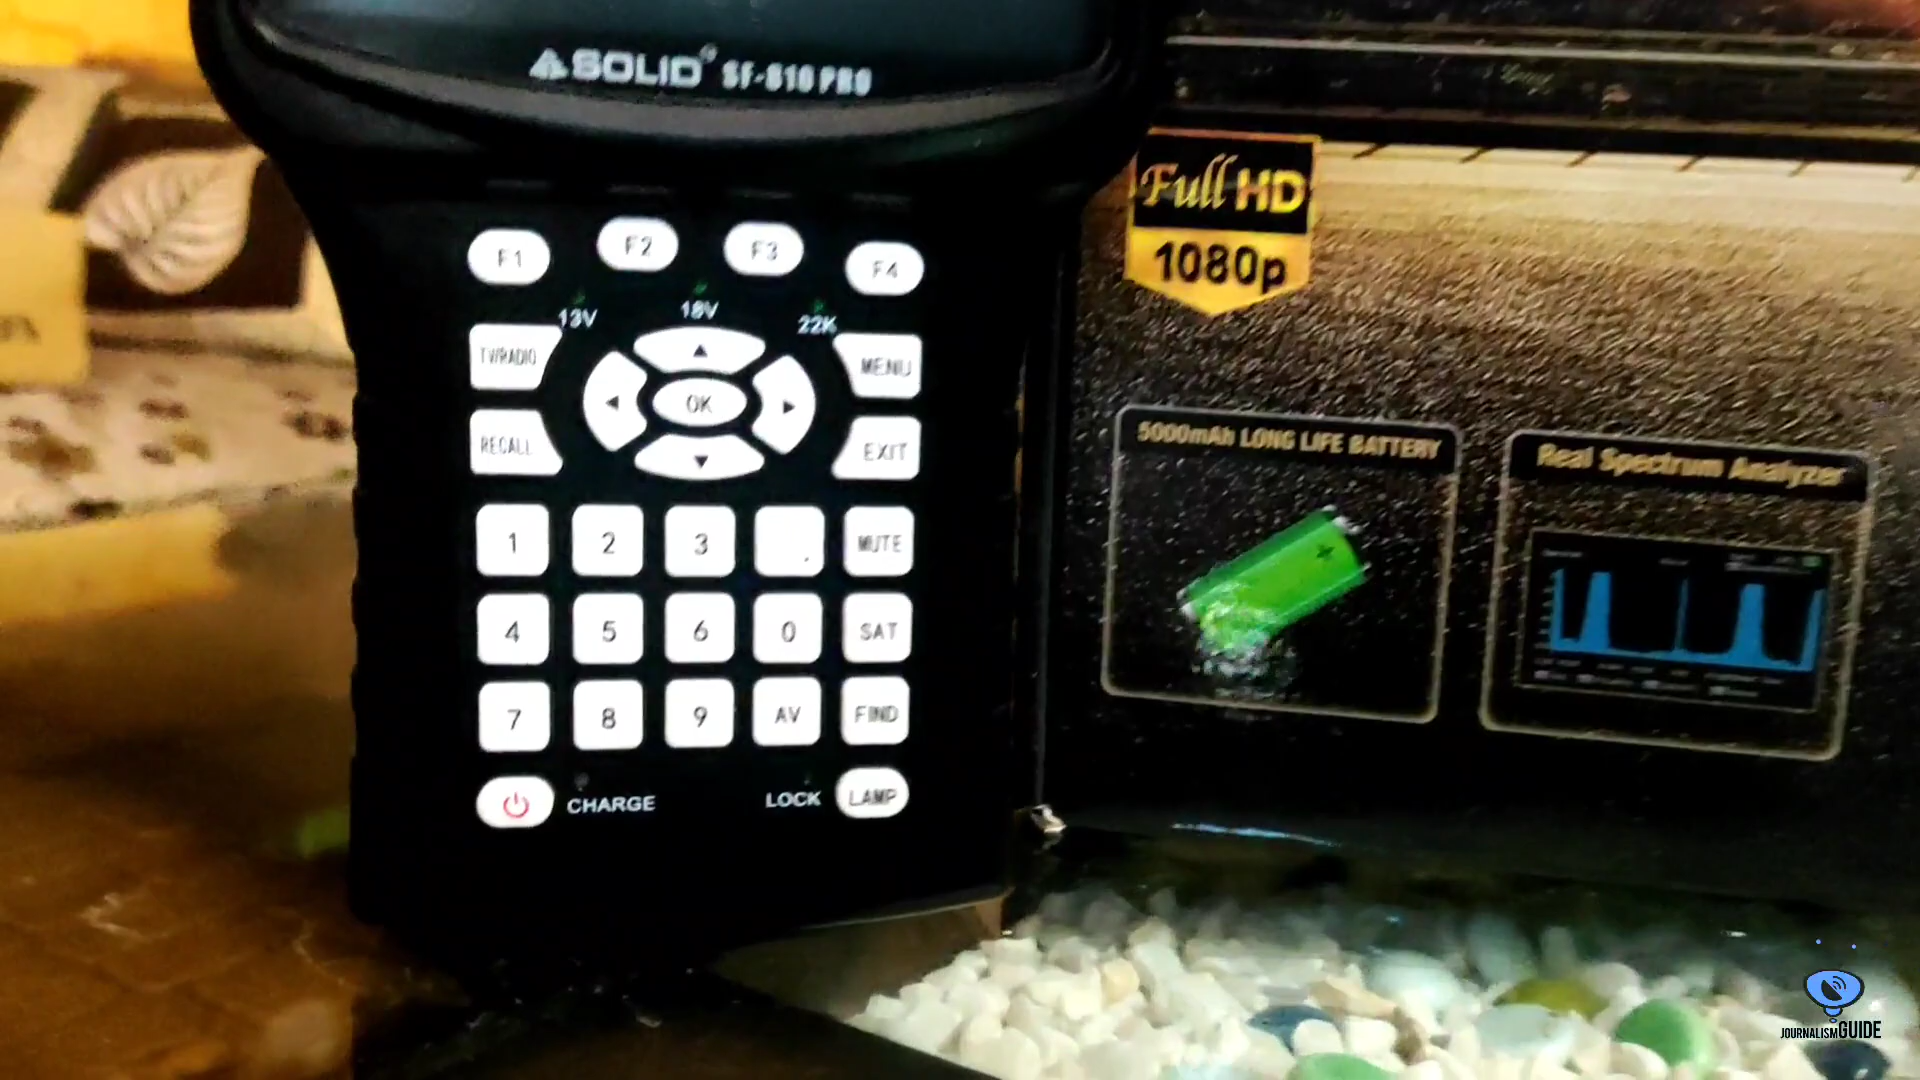 SOLID SF-810 PRO
F1 F2 F3 F4
13V 18V 22K
TV/RADIO MENU
OK
RECALL EXIT
1 2 3 . MUTE
4 5 6 0 SAT
7 8 9 AV FIND
CHARGE LOCK LAMP
Full HD
1080p
5000mAh LONG LIFE BATTERY
Real Spectrum Analyzer
JOURNALISMGUIDE